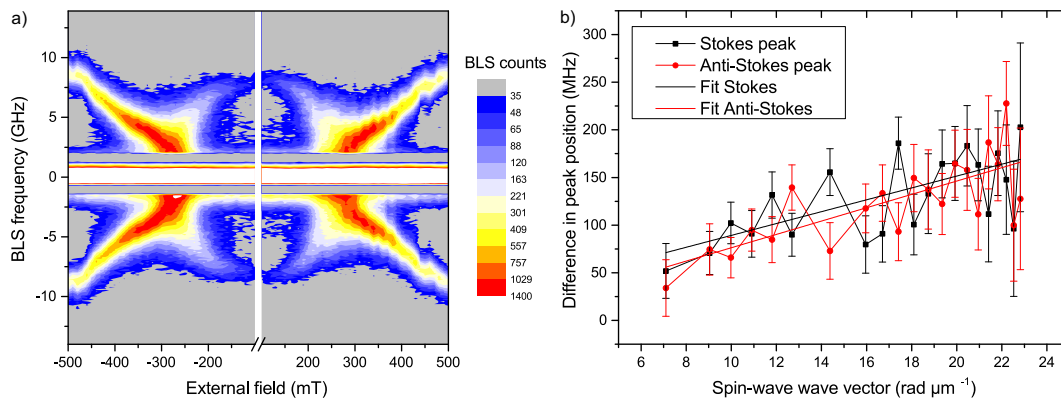 a)
BLS frequency (GHz)
10
5
0
-5
-10
-500 -400 -300 -200 200 300 400 500
External field (mT)
BLS counts
35
48
65
88
120
163
221
301
409
557
757
1029
1400
b)
Difference in peak position (MHz)
300
250
200
150
100
50
0
Stokes peak
Anti-Stokes peak
Fit Stokes
Fit Anti-Stokes
6 8 10 12 14 16 18 20 22 24
Spin-wave wave vector (rad µm⁻¹)